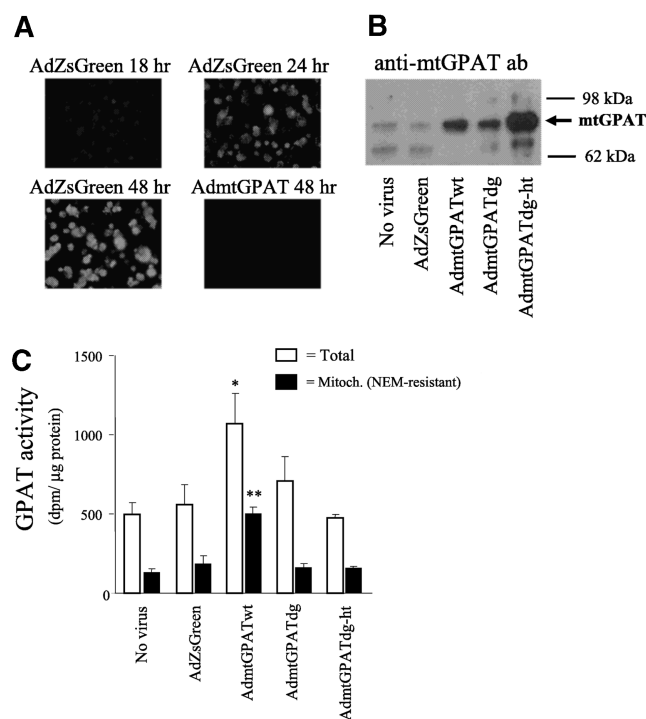 A
AdZsGreen 18 hr
AdZsGreen 24 hr
AdZsGreen 48 hr
AdmtGPAT 48 hr
B
anti-mtGPAT ab
98 kDa
mtGPAT
62 kDa
No virus
AdZsGreen
AdmtGPATwt
AdmtGPATdg
AdmtGPATdg-ht
C
GPAT activity
(dpm/ μg protein)
1500
1000
500
0
= Total
= Mitoch. (NEM-resistant)
*
**
No virus
AdZsGreen
AdmtGPATwt
AdmtGPATdg
AdmtGPATdg-ht